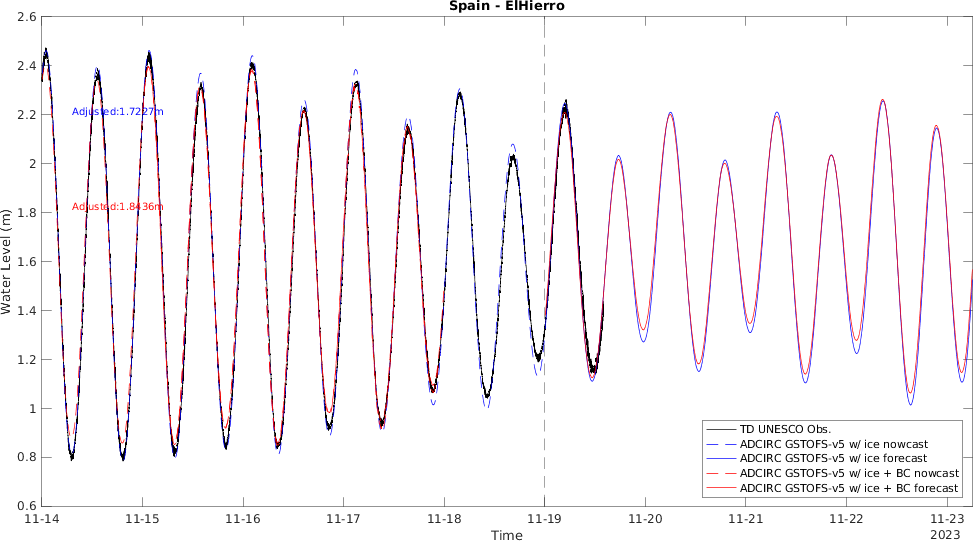 Spain - ElHierro
2.6
2.4
2.2
2
1.8
1.6
1.4
1.2
1
0.8
0.6
Water Level (m)
Adjusted:1.7227m
Adjusted:1.8436m
TD UNESCO Obs.
ADCIRC GSTOFS-v5 w/ ice nowcast
ADCIRC GSTOFS-v5 w/ ice forecast
ADCIRC GSTOFS-v5 w/ ice + BC nowcast
ADCIRC GSTOFS-v5 w/ ice + BC forecast
11-14 11-15 11-16 11-17 11-18 11-19 11-20 11-21 11-22 11-23
Time
2023